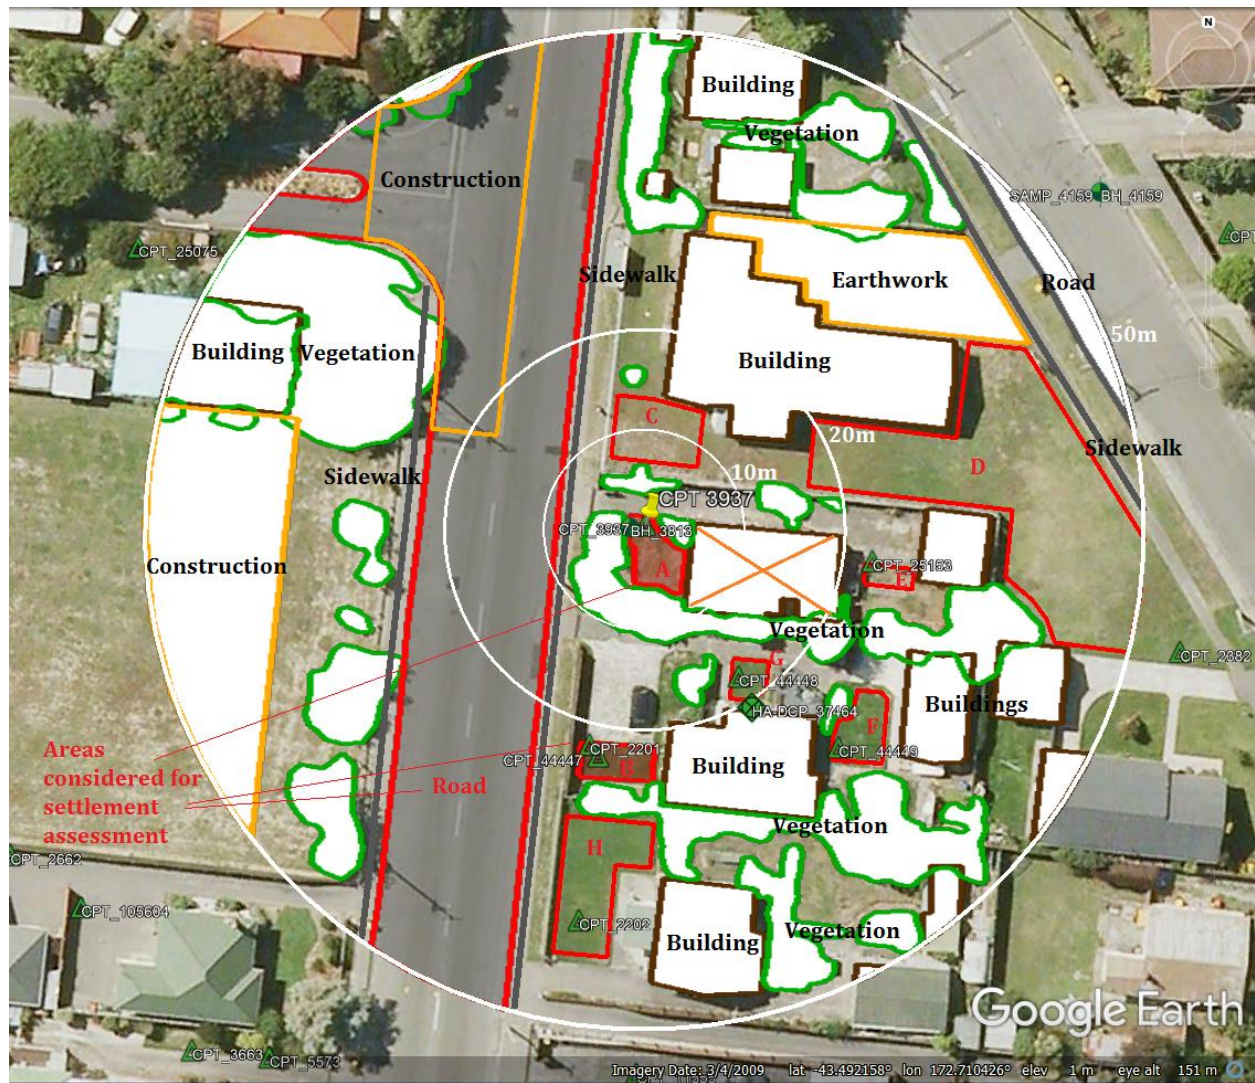 N
Building
Vegetation
Construction
SAMP_4159 BH_4159
CPT_25075
CPT
Sidewalk
Earthwork
Road
50m
Building
Vegetation
Building
C
20m
D
Sidewalk
10m
Sidewalk
CPT 3937
CPT_3937
BH_3813
Construction
A
CPT_25153
E
Vegetation
G
CPT_2382
CPT_44448
HA-DCP_37464
Buildings
F
CPT_44449
Areas
considered for
settlement
assessment
CPT_2201
CPT_44447
B
Building
Road
Vegetation
H
CPT_2662
CPT_105604
CPT_2202
Building
Vegetation
Google Earth
CPT_3663
CPT_5573
Imagery Date: 3/4/2009 lat -43.492158° lon 172.710426° elev 1 m eye alt 151 m